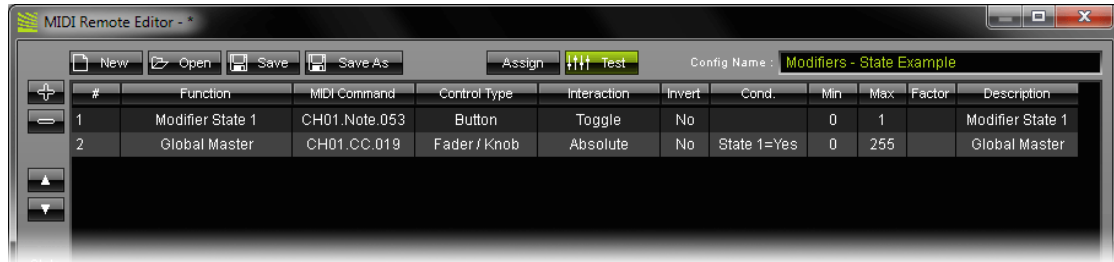 MIDI Remote Editor - *
New Open Save Save As Assign Test Config Name : Modifiers - State Example
# Function MIDI Command Control Type Interaction Invert Cond. Min Max Factor Description
1 Modifier State 1 CH01.Note.053 Button Toggle No 0 1 Modifier State 1
2 Global Master CH01.CC.019 Fader / Knob Absolute No State 1=Yes 0 255 Global Master